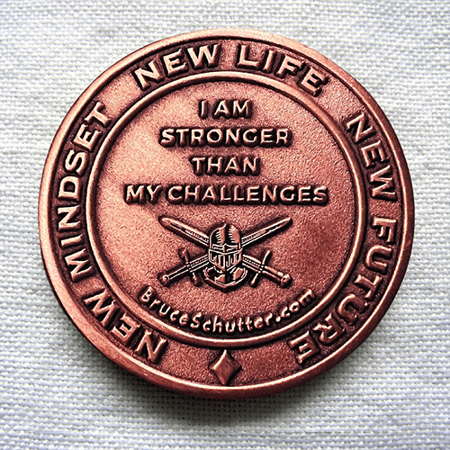 NEW MINDSET NEW LIFE NEW FUTURE
I AM
STRONGER
THAN
MY CHALLENGES
BruceSchutter.com